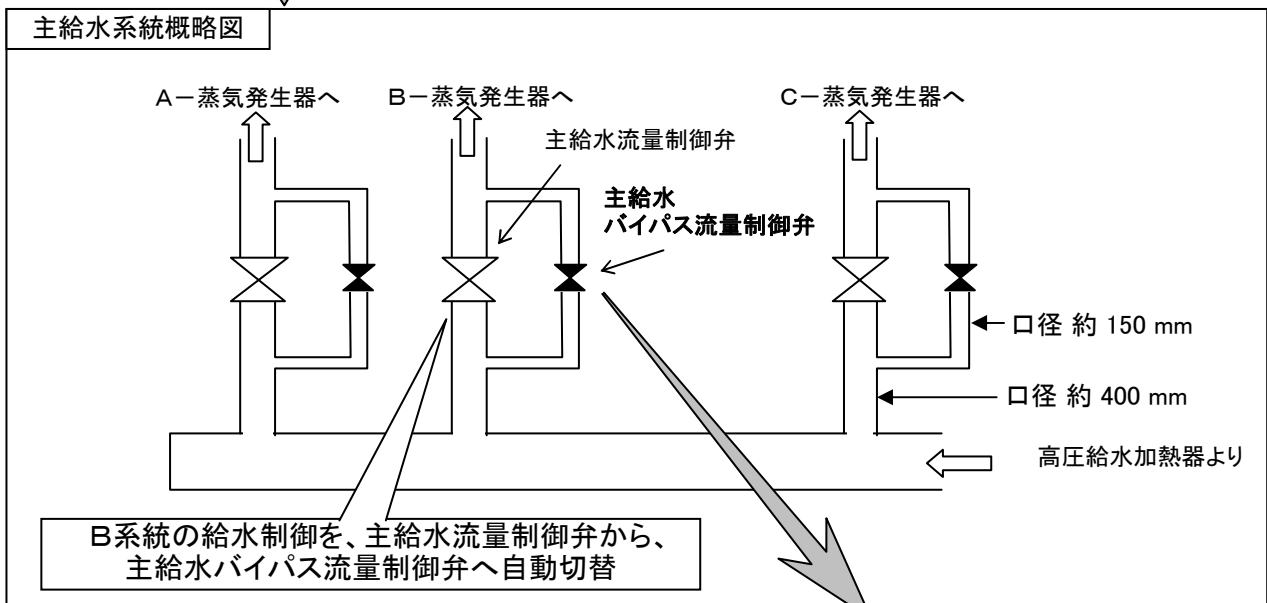 主給水系統概略図
A－蒸気発生器へ
B－蒸気発生器へ
C－蒸気発生器へ
主給水流量制御弁
主給水
バイパス流量制御弁
口径 約 150 mm
口径 約 400 mm
高圧給水加熱器より
B系統の給水制御を、主給水流量制御弁から、
主給水バイパス流量制御弁へ自動切替